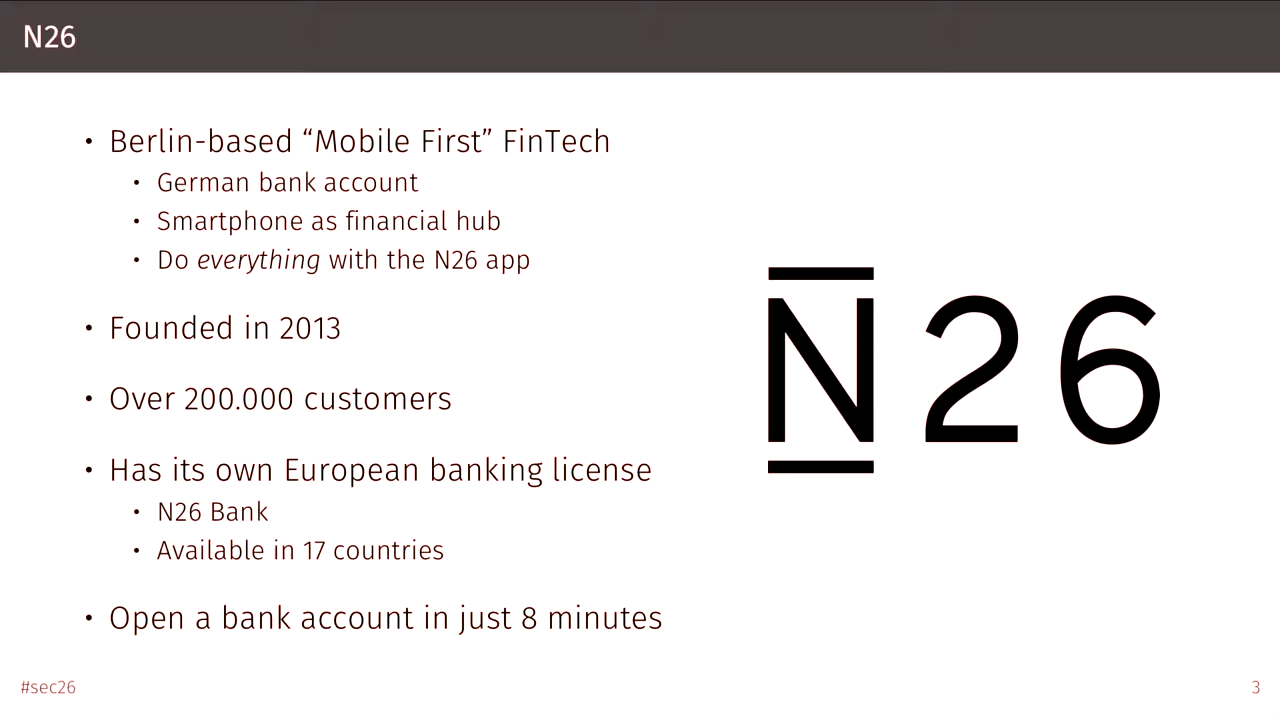 N26
• Berlin-based “Mobile First” FinTech
• German bank account
• Smartphone as financial hub
• Do everything with the N26 app
• Founded in 2013
• Over 200.000 customers
• Has its own European banking license
• N26 Bank
• Available in 17 countries
• Open a bank account in just 8 minutes
N26
#sec26
3